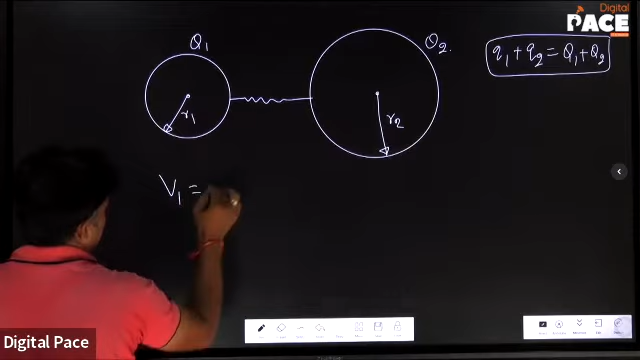 Digital
PACE
Q₁
Q₂.
q₁ + q₂ = Q₁ + Q₂
r₁
r₂
V₁ =
Digital Pace